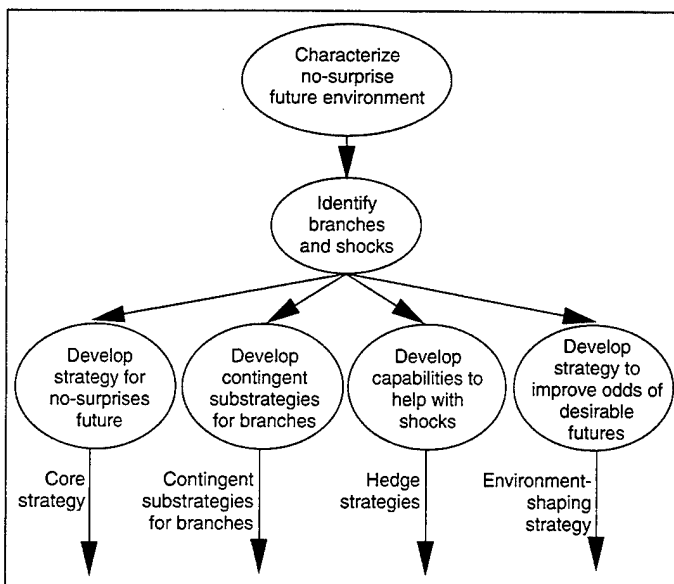 Characterize
no-surprise
future environment
Identify
branches
and shocks
Develop
strategy for
no-surprises
future
Develop
contingent
substrategies
for branches
Develop
capabilities to
help with
shocks
Develop
strategy to
improve odds of
desirable
futures
Core
strategy
Contingent
substrategies
for branches
Hedge
strategies
Environment-
shaping
strategy